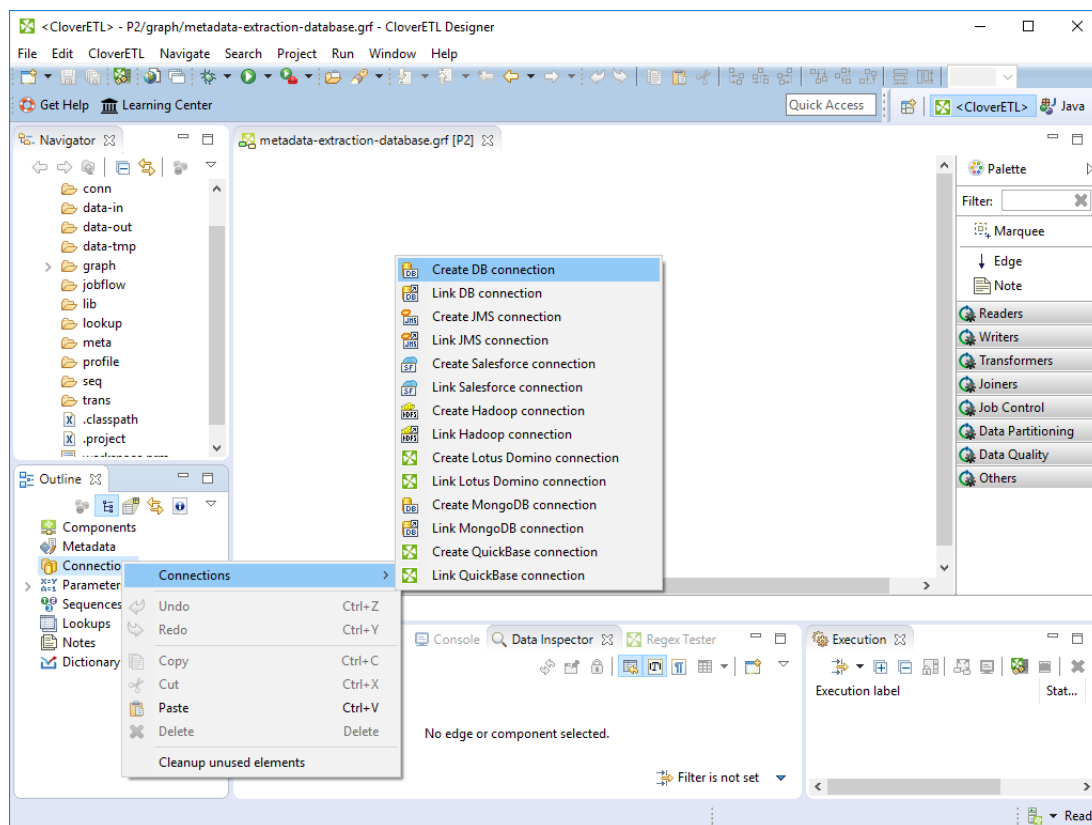 <CloverETL> - P2/graph/metadata-extraction-database.grf - CloverETL Designer
File Edit CloverETL Navigate Search Project Run Window Help
Get Help Learning Center Quick Access <CloverETL> Java
Navigator
conn
data-in
data-out
data-tmp
graph
jobflow
lib
lookup
meta
profile
seq
trans
.classpath
.project
metadata-extraction-database.grf [P2]
Palette
Filter:
Marquee
Edge
Note
Readers
Writers
Transformers
Joiners
Job Control
Data Partitioning
Data Quality
Others
Create DB connection
Link DB connection
Create JMS connection
Link JMS connection
Create Salesforce connection
Link Salesforce connection
Create Hadoop connection
Link Hadoop connection
Create Lotus Domino connection
Link Lotus Domino connection
Create MongoDB connection
Link MongoDB connection
Create QuickBase connection
Link QuickBase connection
Outline
Components
Metadata
Connectio
Parameter
Sequences
Lookups
Notes
Dictionary
Connections
Undo Ctrl+Z
Redo Ctrl+Y
Copy Ctrl+C
Cut Ctrl+X
Paste Ctrl+V
Delete Delete
Cleanup unused elements
Console Data Inspector Regex Tester
No edge or component selected.
Filter is not set
Execution
Execution label Stat...
Read